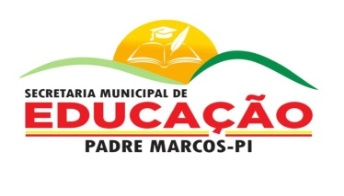 SECRETARIA MUNICIPAL DE
EDUCAÇÃO
PADRE MARCOS-PI